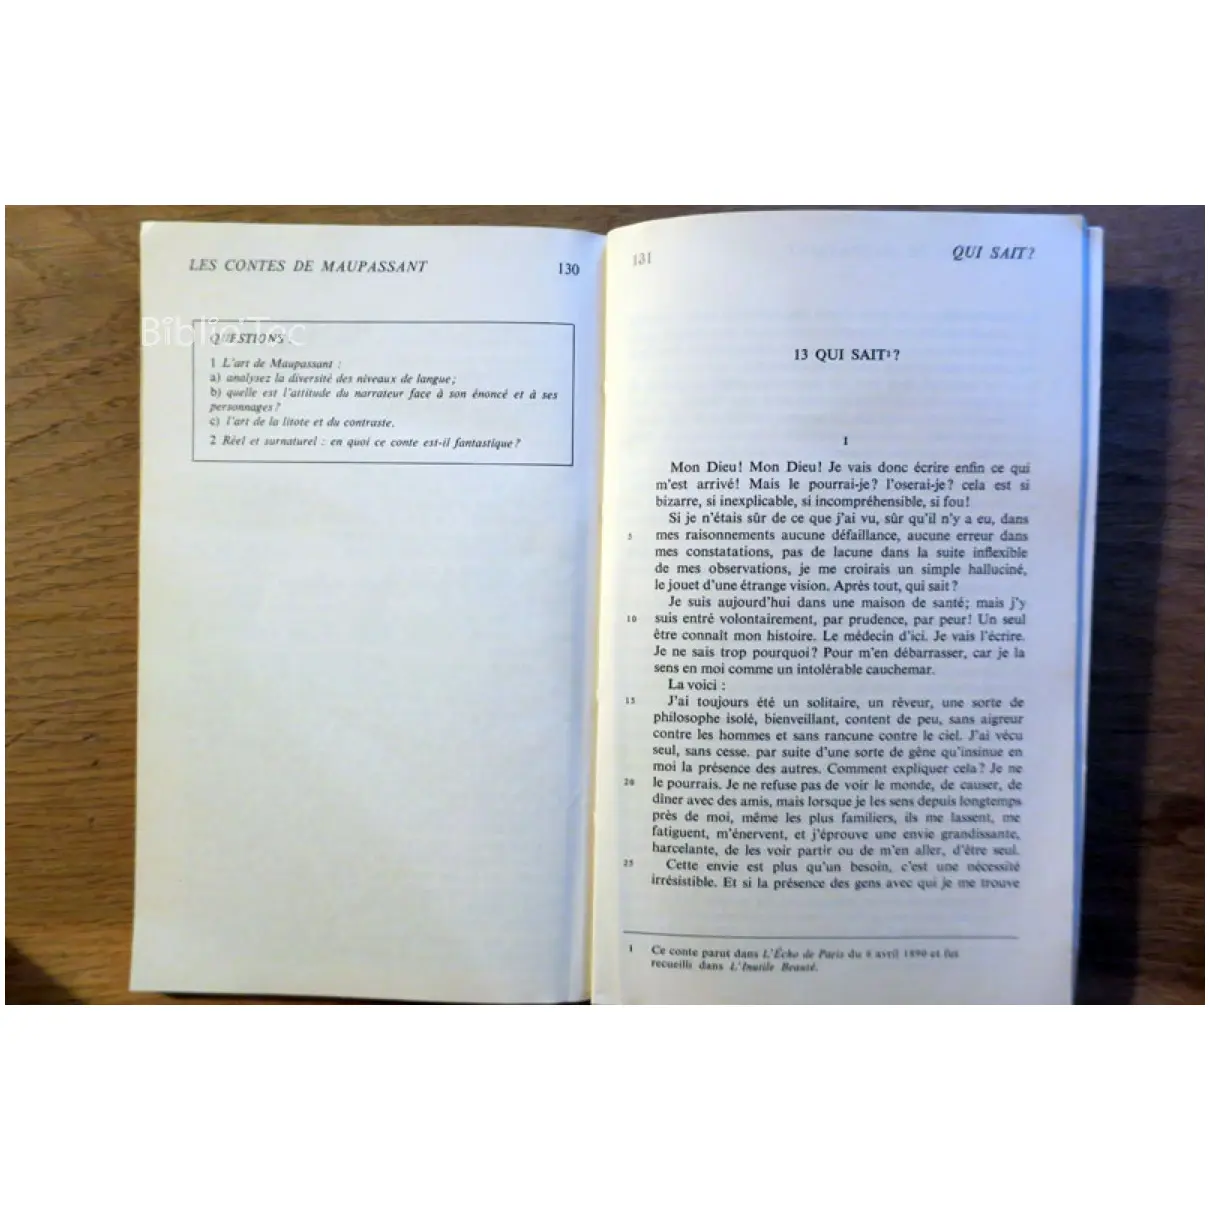 LES CONTES DE MAUPASSANT 130
Biblio'Tec
QUESTIONS
1 L'art de Maupassant :
a) analysez la diversité des niveaux de langue;
b) quelle est l'attitude du narrateur face à son énoncé et à ses
personnages?
c) l'art de la litote et du contraste.
2 Réel et surnaturel : en quoi ce conte est-il fantastique?
131 QUI SAIT?
13 QUI SAIT¹?
I
Mon Dieu! Mon Dieu! Je vais donc écrire enfin ce qui
m'est arrivé! Mais le pourrai-je? l'oserai-je? cela est si
bizarre, si inexplicable, si incompréhensible, si fou!
Si je n'étais sûr de ce que j'ai vu, sûr qu'il n'y a eu, dans
5 mes raisonnements aucune défaillance, aucune erreur dans
mes constatations, pas de lacune dans la suite inflexible
de mes observations, je me croirais un simple halluciné,
le jouet d'une étrange vision. Après tout, qui sait?
Je suis aujourd'hui dans une maison de santé; mais j'y
10 suis entré volontairement, par prudence, par peur! Un seul
être connaît mon histoire. Le médecin d'ici. Je vais l'écrire.
Je ne sais trop pourquoi? Pour m'en débarrasser, car je la
sens en moi comme un intolérable cauchemar.
La voici :
15 J'ai toujours été un solitaire, un rêveur, une sorte de
philosophe isolé, bienveillant, content de peu, sans aigreur
contre les hommes et sans rancune contre le ciel. J'ai vécu
seul, sans cesse. par suite d'une sorte de gêne qu'insinue en
moi la présence des autres. Comment expliquer cela? Je ne
20 le pourrais. Je ne refuse pas de voir le monde, de causer, de
dîner avec des amis, mais lorsque je les sens depuis longtemps
près de moi, même les plus familiers, ils me lassent, me
fatiguent, m'énervent, et j'éprouve une envie grandissante,
harcelante, de les voir partir ou de m'en aller, d'être seul.
25 Cette envie est plus qu'un besoin, c'est une nécessité
irrésistible. Et si la présence des gens avec qui je me trouve
1 Ce conte parut dans L'Écho de Paris du 6 avril 1890 et fut
recueilli dans L'Inutile Beauté.